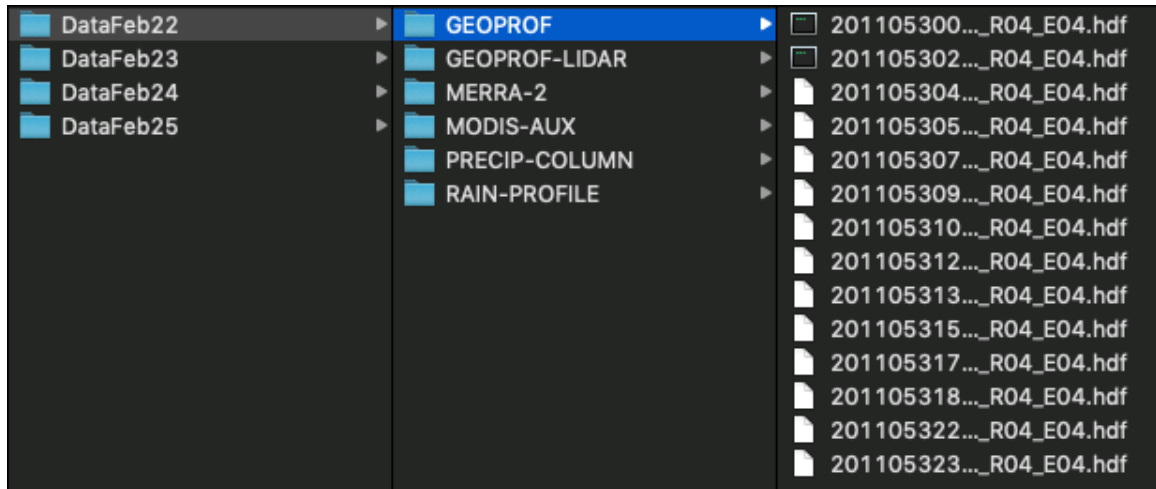 DataFeb22
DataFeb23
DataFeb24
DataFeb25
GEOPROF
GEOPROF-LIDAR
MERRA-2
MODIS-AUX
PRECIP-COLUMN
RAIN-PROFILE
201105300..._R04_E04.hdf
201105302..._R04_E04.hdf
201105304..._R04_E04.hdf
201105305..._R04_E04.hdf
201105307..._R04_E04.hdf
201105309..._R04_E04.hdf
201105310..._R04_E04.hdf
201105312..._R04_E04.hdf
201105313..._R04_E04.hdf
201105315..._R04_E04.hdf
201105317..._R04_E04.hdf
201105318..._R04_E04.hdf
201105322..._R04_E04.hdf
201105323..._R04_E04.hdf